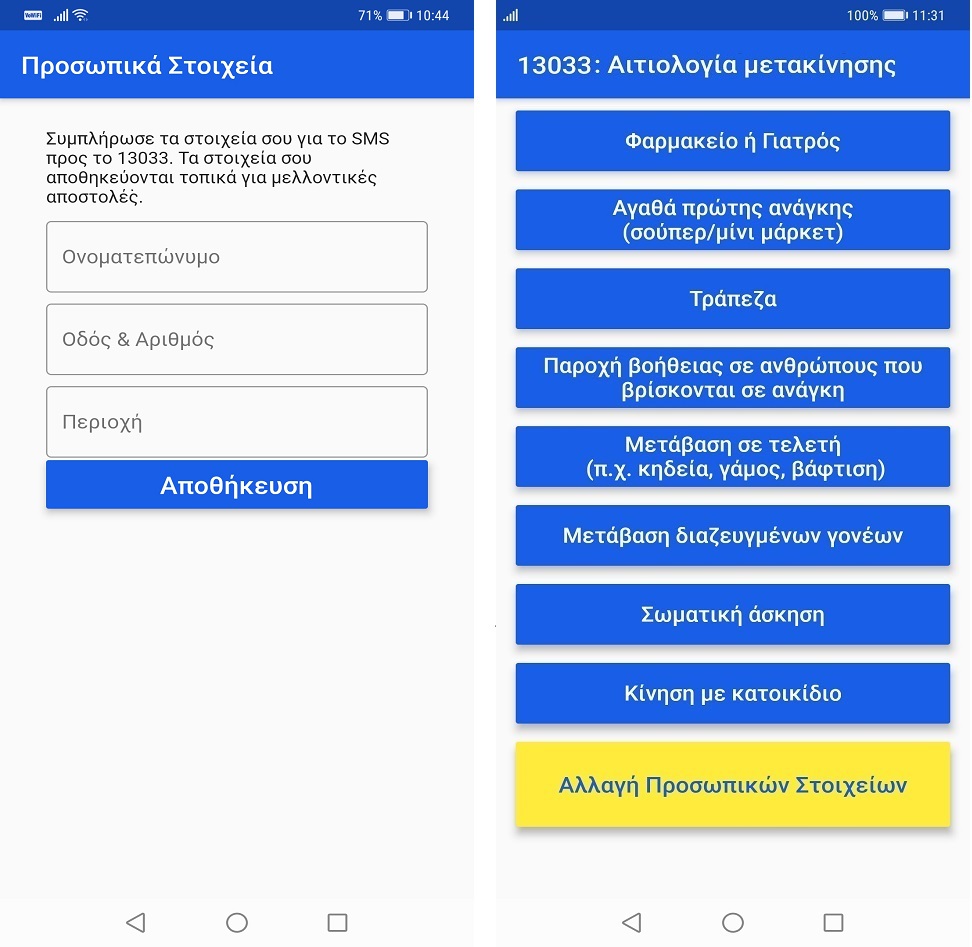 VoWiFi 71% 10:44
Προσωπικά Στοιχεία
Συμπλήρωσε τα στοιχεία σου για το SMS
προς το 13033. Τα στοιχεία σου
αποθηκεύονται τοπικά για μελλοντικές
αποστολές.
Ονοματεπώνυμο
Οδός & Αριθμός
Περιοχή
Αποθήκευση
100% 11:31
13033: Αιτιολογία μετακίνησης
Φαρμακείο ή Γιατρός
Αγαθά πρώτης ανάγκης
(σούπερ/μίνι μάρκετ)
Τράπεζα
Παροχή βοήθειας σε ανθρώπους που
βρίσκονται σε ανάγκη
Μετάβαση σε τελετή
(π.χ. κηδεία, γάμος, βάφτιση)
Μετάβαση διαζευγμένων γονέων
Σωματική άσκηση
Κίνηση με κατοικίδιο
Αλλαγή Προσωπικών Στοιχείων